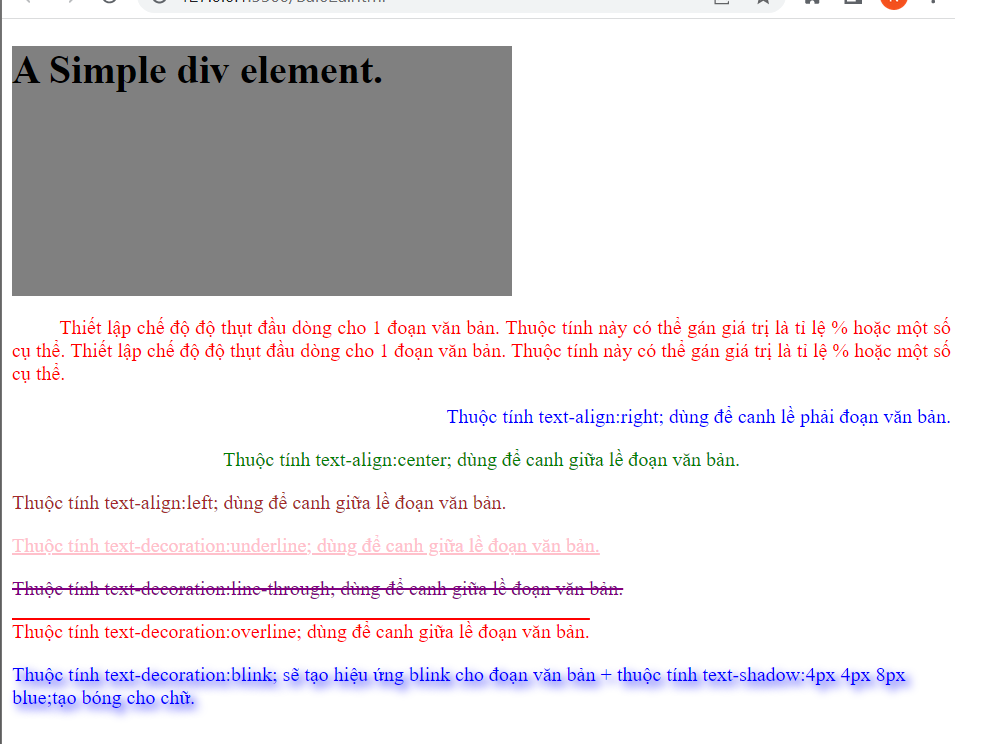 A Simple div element.
Thiết lập chế độ độ thụt đầu dòng cho 1 đoạn văn bản. Thuộc tính này có thể gán giá trị là tỉ lệ % hoặc một số
cụ thể. Thiết lập chế độ độ thụt đầu dòng cho 1 đoạn văn bản. Thuộc tính này có thể gán giá trị là tỉ lệ % hoặc một số
cụ thể.
Thuộc tính text-align:right; dùng để canh lề phải đoạn văn bản.
Thuộc tính text-align:center; dùng để canh giữa lề đoạn văn bản.
Thuộc tính text-align:left; dùng để canh giữa lề đoạn văn bản.
Thuộc tính text-decoration:underline; dùng để canh giữa lề đoạn văn bản.
Thuộc tính text-decoration:line-through; dùng để canh giữa lề đoạn văn bản.
Thuộc tính text-decoration:overline; dùng để canh giữa lề đoạn văn bản.
Thuộc tính text-decoration:blink; sẽ tạo hiệu ứng blink cho đoạn văn bản + thuộc tính text-shadow:4px 4px 8px
blue;tạo bóng cho chữ.